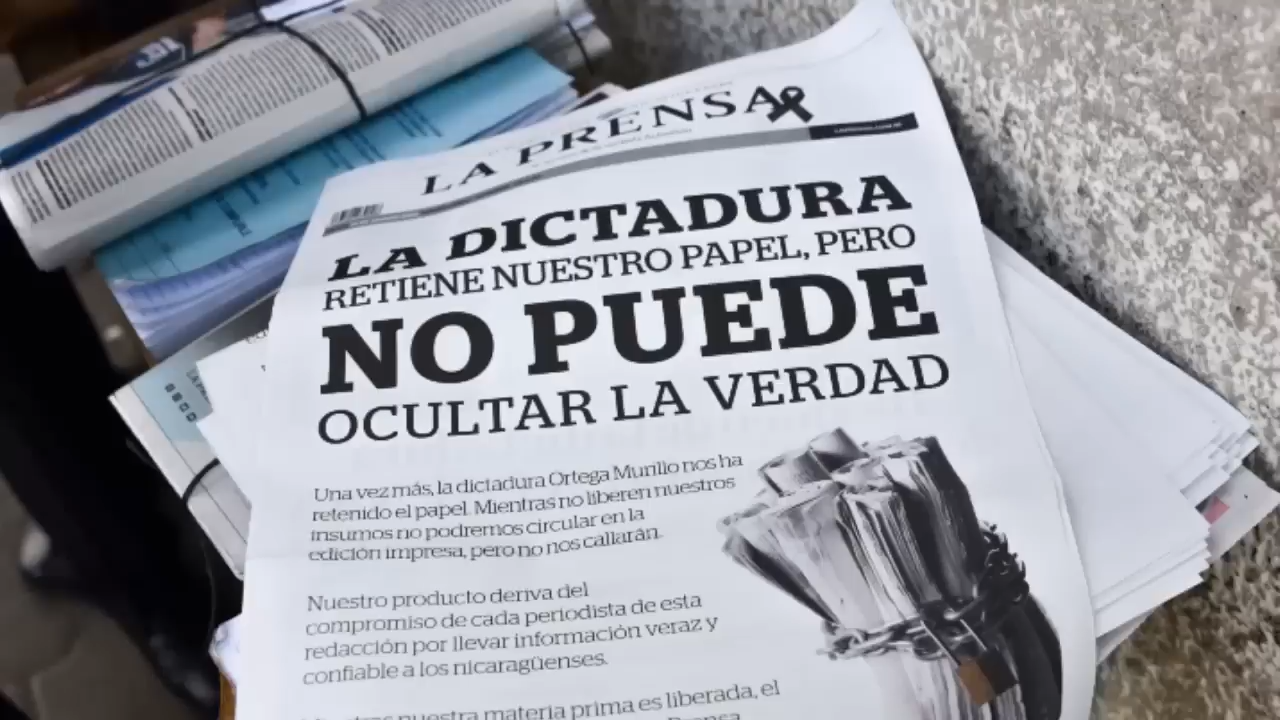 LA PRENSA
LA DICTADURA
RETIENE NUESTRO PAPEL, PERO
NO PUEDE
OCULTAR LA VERDAD
Una vez más, la dictadura Ortega Murillo nos ha
retenido el papel. Mientras no liberen nuestros
insumos no podremos circular en la
edición impresa, pero no nos callarán.
Nuestro producto deriva del
compromiso de cada periodista de esta
redacción por llevar información veraz y
confiable a los nicaragüenses.
nuestra materia prima es liberada, el
Prensa